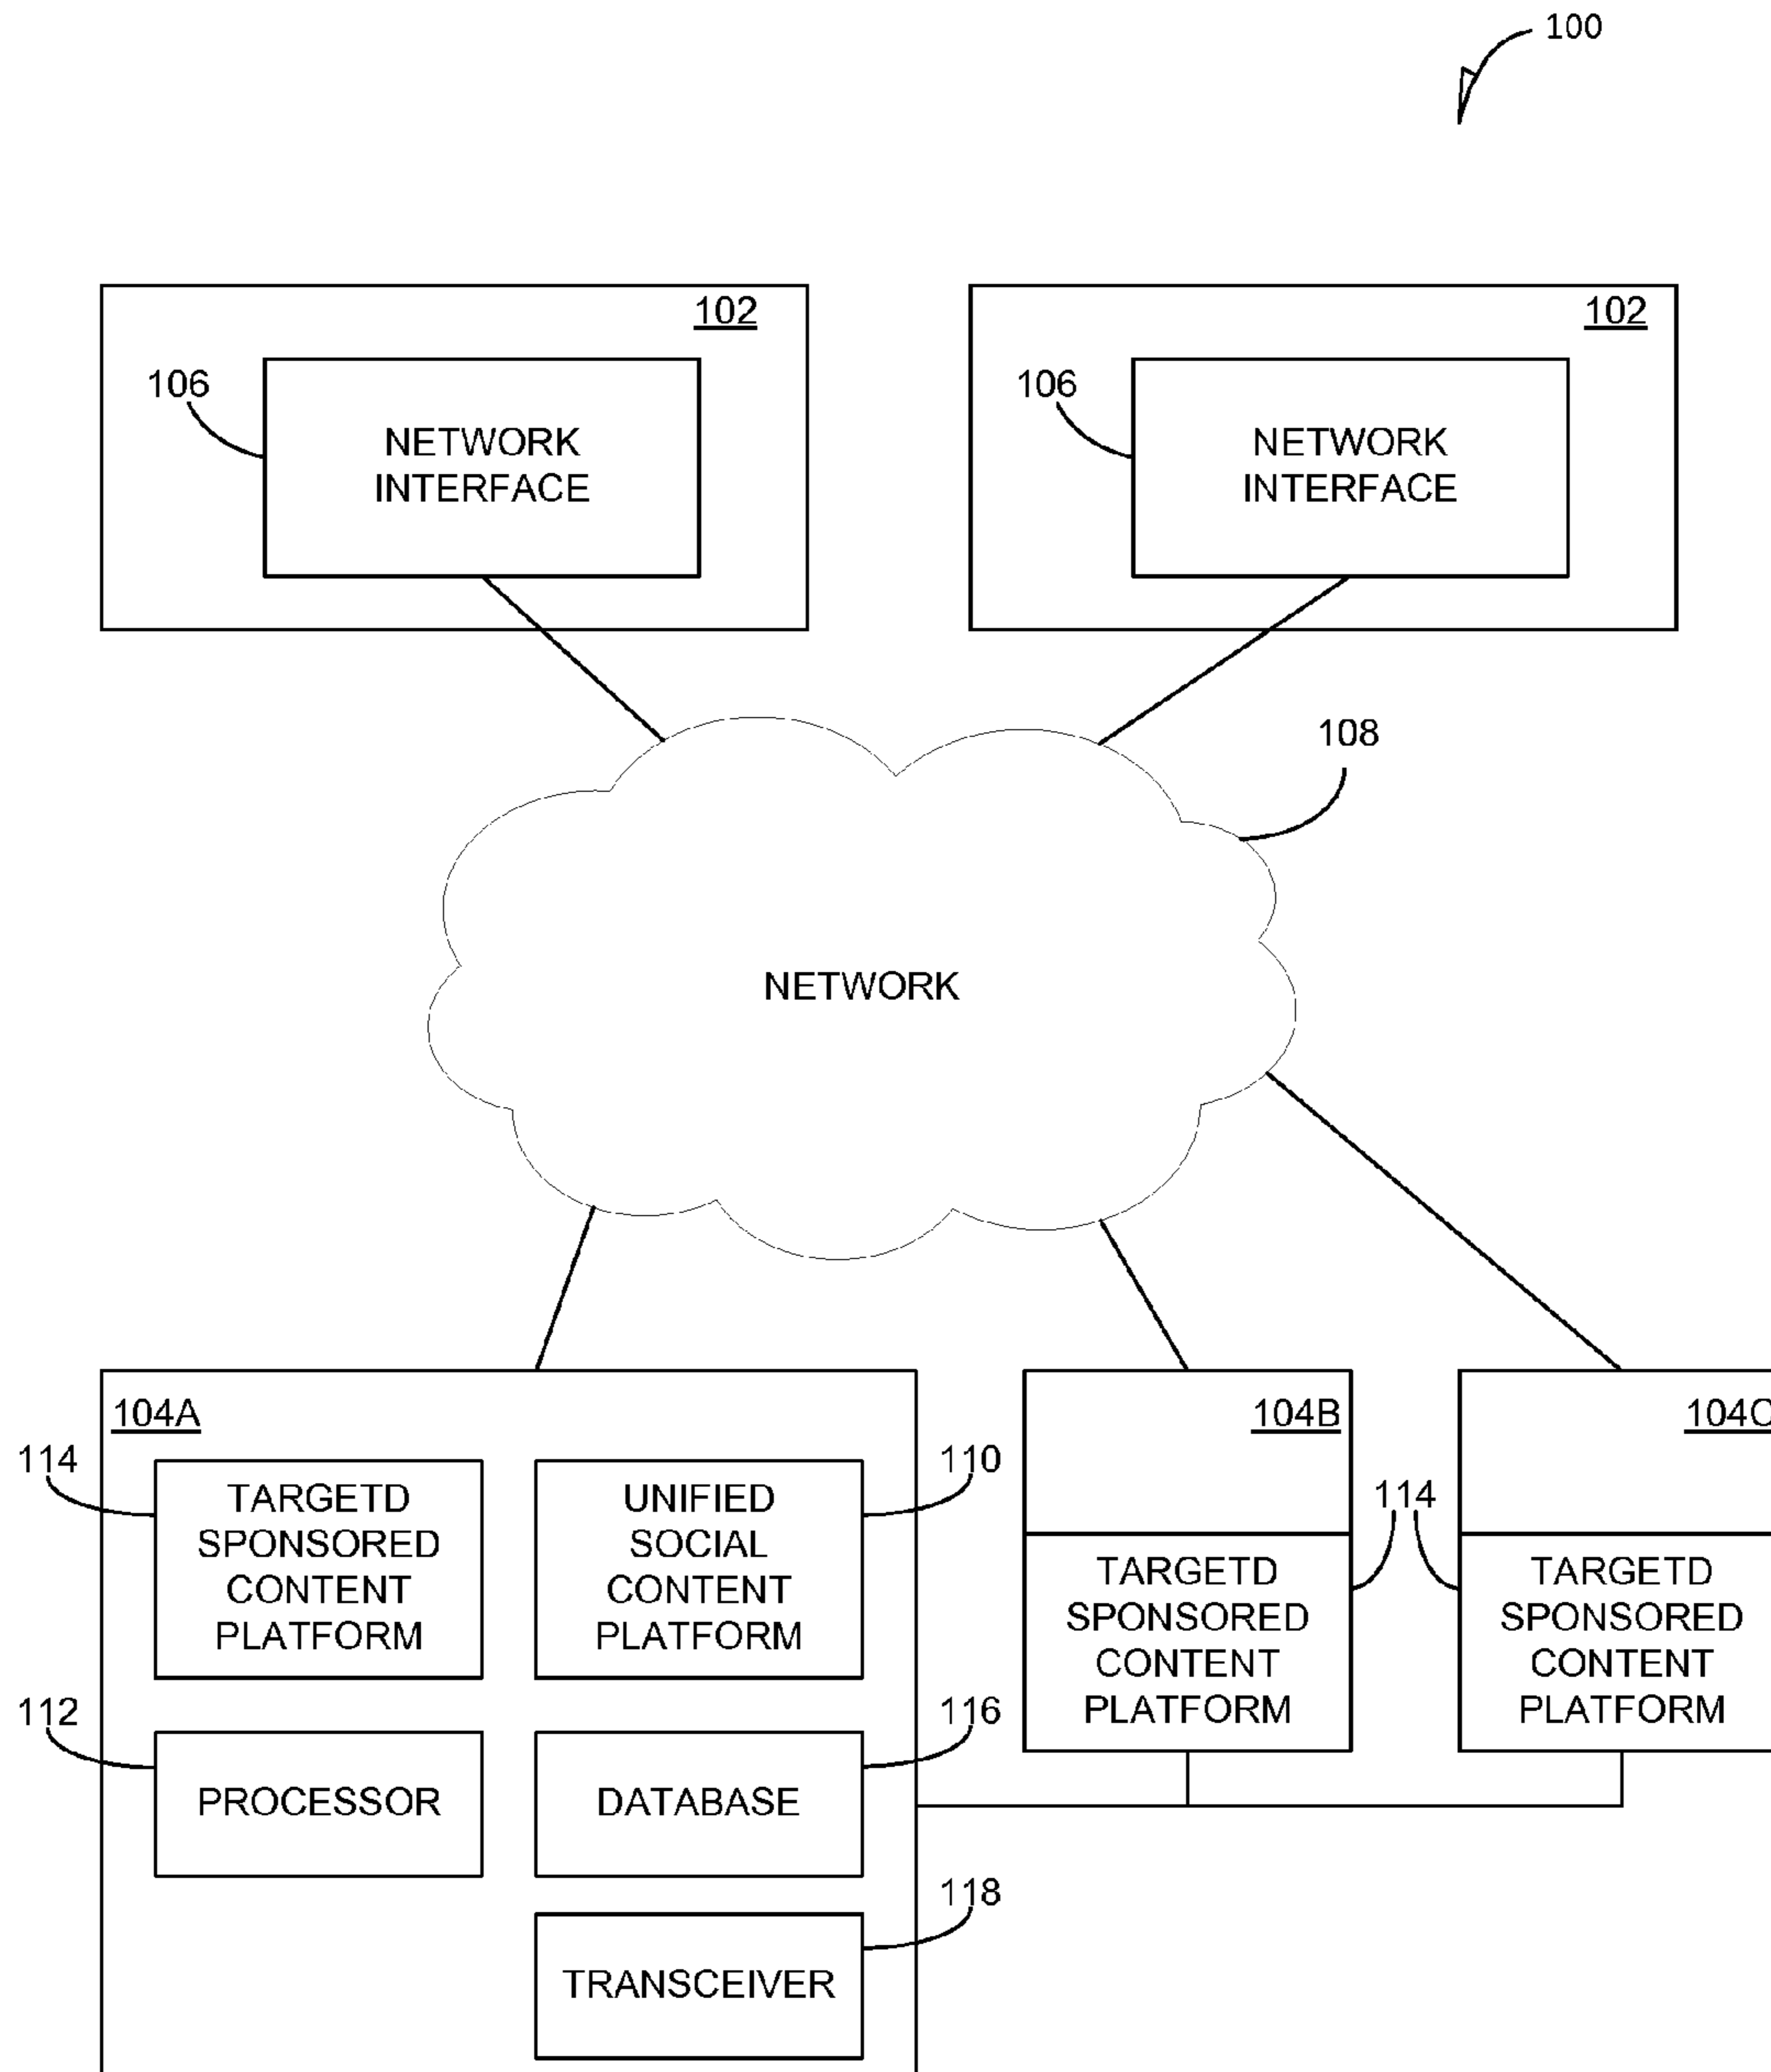 100
102
102
106
106
NETWORK
INTERFACE
NETWORK
INTERFACE
108
NETWORK
104A
104B
104C
114
110
114
TARGETD
SPONSORED
CONTENT
PLATFORM
UNIFIED
SOCIAL
CONTENT
PLATFORM
TARGETD
SPONSORED
CONTENT
PLATFORM
TARGETD
SPONSORED
CONTENT
PLATFORM
112
116
PROCESSOR
DATABASE
118
TRANSCEIVER